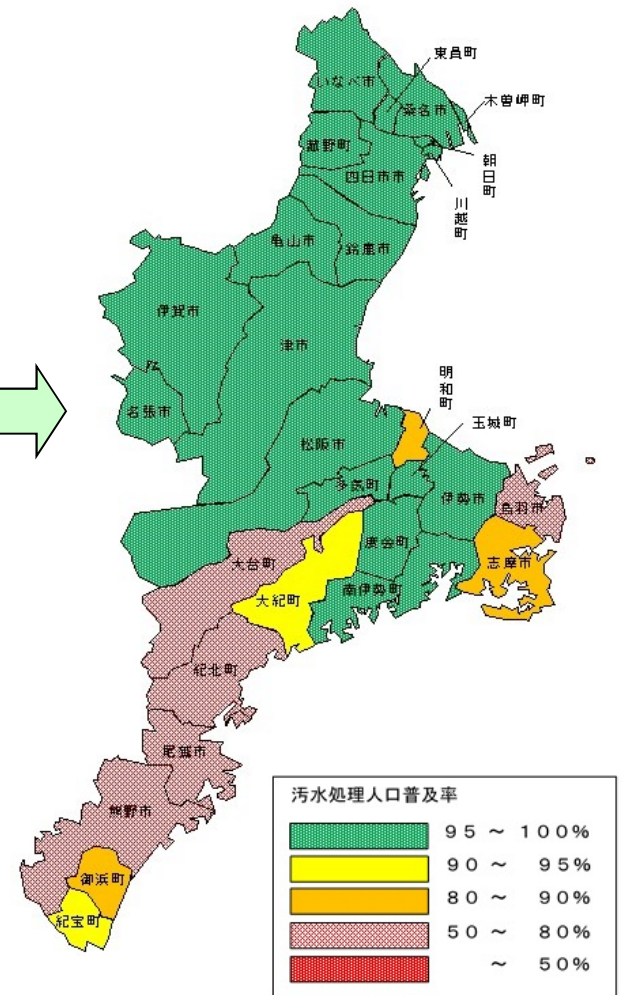 東員町
いなべ市
桑名市
木曽岬町
菰野町
四日市市
朝日町
川越町
亀山市
鈴鹿市
伊賀市
津市
名張市
明和町
玉城町
松阪市
多気町
伊勢市
鳥羽市
度会町
大台町
志摩市
大紀町
南伊勢町
紀北町
尾鷲市
熊野市
御浜町
紀宝町
汚水処理人口普及率
95 ~ 100%
90 ~ 95%
80 ~ 90%
50 ~ 80%
~ 50%